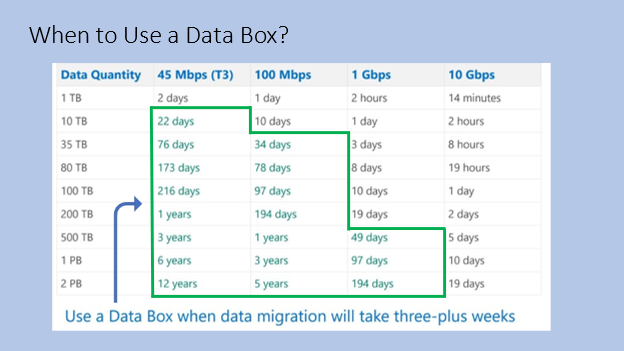 When to Use a Data Box?
Data Quantity 45 Mbps (T3) 100 Mbps 1 Gbps 10 Gbps
1 TB 2 days 1 day 2 hours 14 minutes
10 TB 22 days 10 days 1 day 2 hours
35 TB 76 days 34 days 3 days 8 hours
80 TB 173 days 78 days 8 days 19 hours
100 TB 216 days 97 days 10 days 1 day
200 TB 1 years 194 days 19 days 2 days
500 TB 3 years 1 years 49 days 5 days
1 PB 6 years 3 years 97 days 10 days
2 PB 12 years 5 years 194 days 19 days
Use a Data Box when data migration will take three-plus weeks